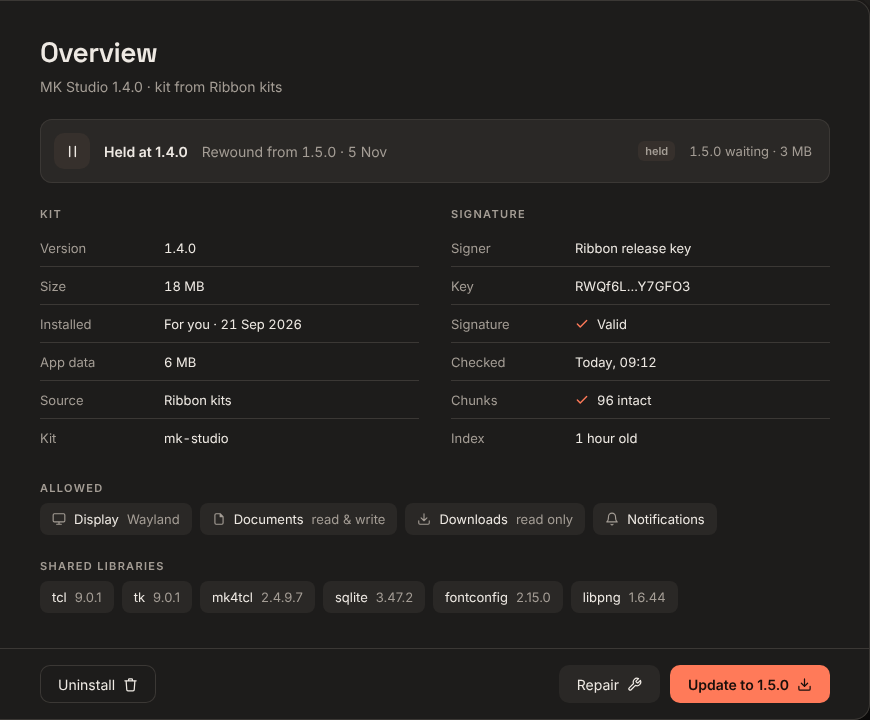 Overview
MK Studio 1.4.0 · kit from Ribbon kits
Held at 1.4.0 Rewound from 1.5.0 · 5 Nov held 1.5.0 waiting · 3 MB
KIT
Version 1.4.0
Size 18 MB
Installed For you · 21 Sep 2026
App data 6 MB
Source Ribbon kits
Kit mk-studio
SIGNATURE
Signer Ribbon release key
Key RWQf6L…Y7GFO3
Signature Valid
Checked Today, 09:12
Chunks 96 intact
Index 1 hour old
ALLOWED
Display Wayland Documents read & write Downloads read only Notifications
SHARED LIBRARIES
tcl 9.0.1 tk 9.0.1 mk4tcl 2.4.9.7 sqlite 3.47.2 fontconfig 2.15.0 libpng 1.6.44
Uninstall Repair Update to 1.5.0